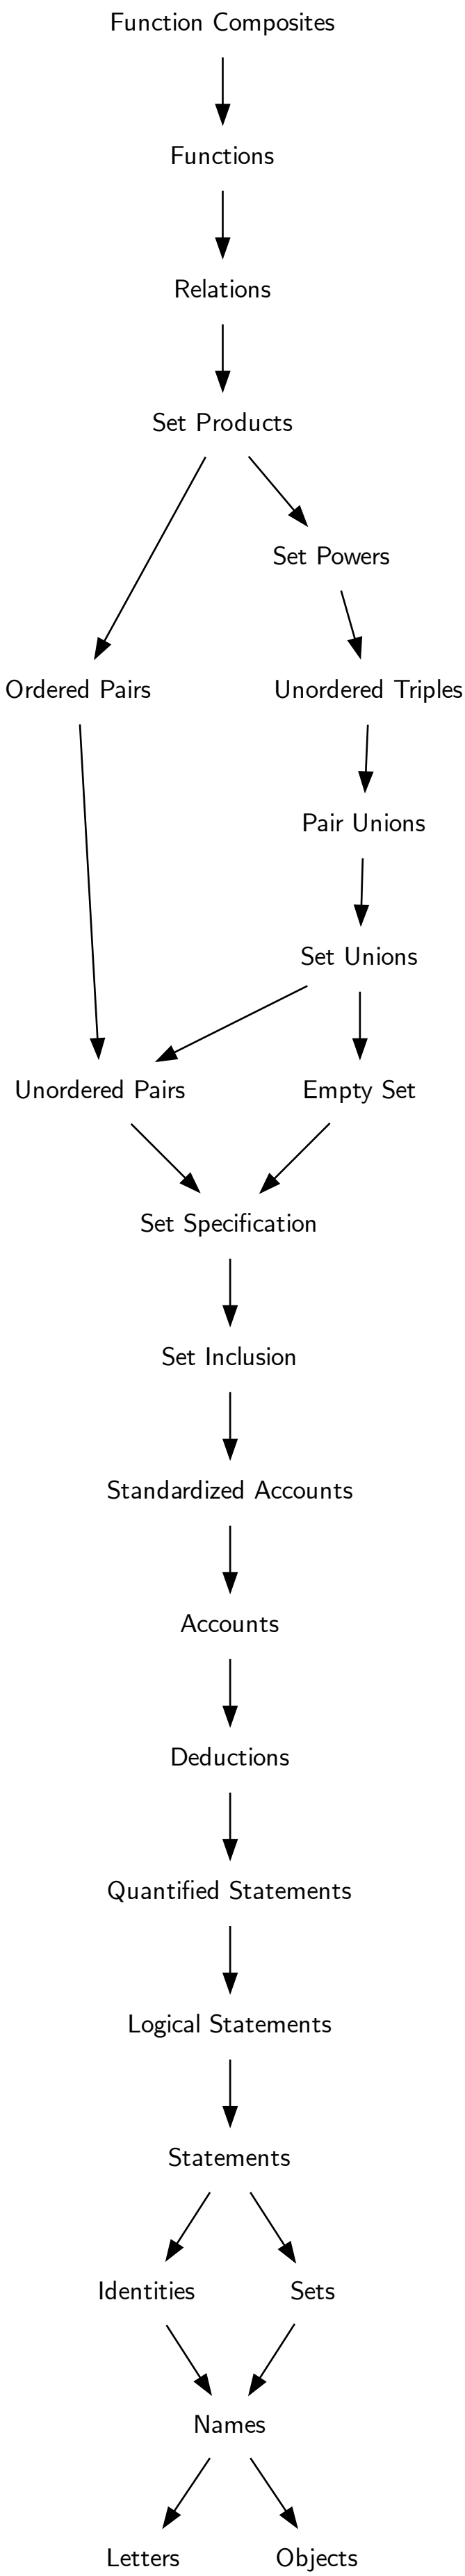 Function Composites
Functions
Relations
Set Products
Set Powers
Ordered Pairs
Unordered Triples
Pair Unions
Set Unions
Unordered Pairs
Empty Set
Set Specification
Set Inclusion
Standardized Accounts
Accounts
Deductions
Quantified Statements
Logical Statements
Statements
Identities
Sets
Names
Letters
Objects